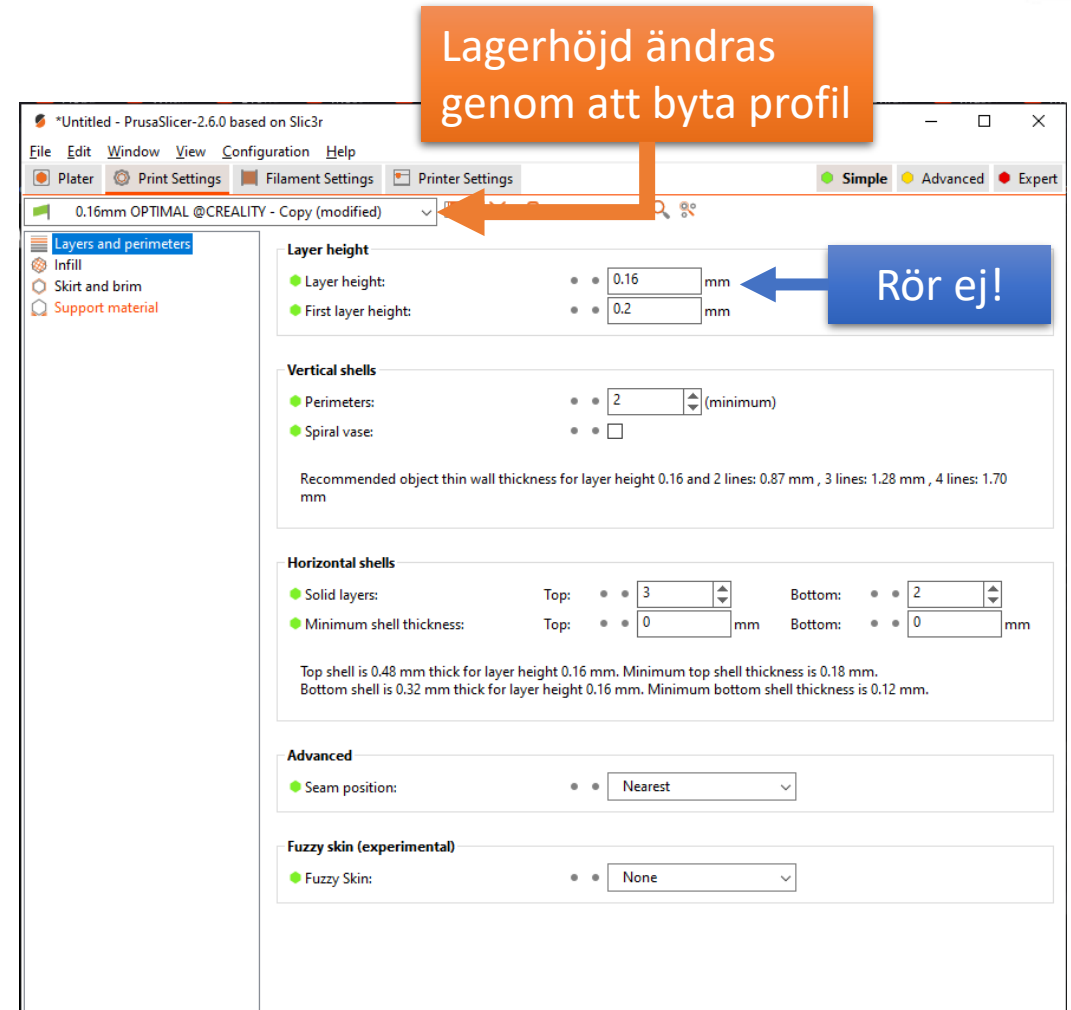 Lagerhöjd ändras
genom att byta profil
*Untitled - PrusaSlicer-2.6.0 based on Slic3r
File Edit Window View Configuration Help
Plater Print Settings Filament Settings Printer Settings Simple Advanced Expert
0.16mm OPTIMAL @CREALITY - Copy (modified)
Layers and perimeters
Infill
Skirt and brim
Support material
Layer height
Layer height: 0.16 mm
First layer height: 0.2 mm
Rör ej!
Vertical shells
Perimeters: 2 (minimum)
Spiral vase:
Recommended object thin wall thickness for layer height 0.16 and 2 lines: 0.87 mm , 3 lines: 1.28 mm , 4 lines: 1.70
mm
Horizontal shells
Solid layers: Top: 3 Bottom: 2
Minimum shell thickness: Top: 0 mm Bottom: 0 mm
Top shell is 0.48 mm thick for layer height 0.16 mm. Minimum top shell thickness is 0.18 mm.
Bottom shell is 0.32 mm thick for layer height 0.16 mm. Minimum bottom shell thickness is 0.12 mm.
Advanced
Seam position: Nearest
Fuzzy skin (experimental)
Fuzzy Skin: None